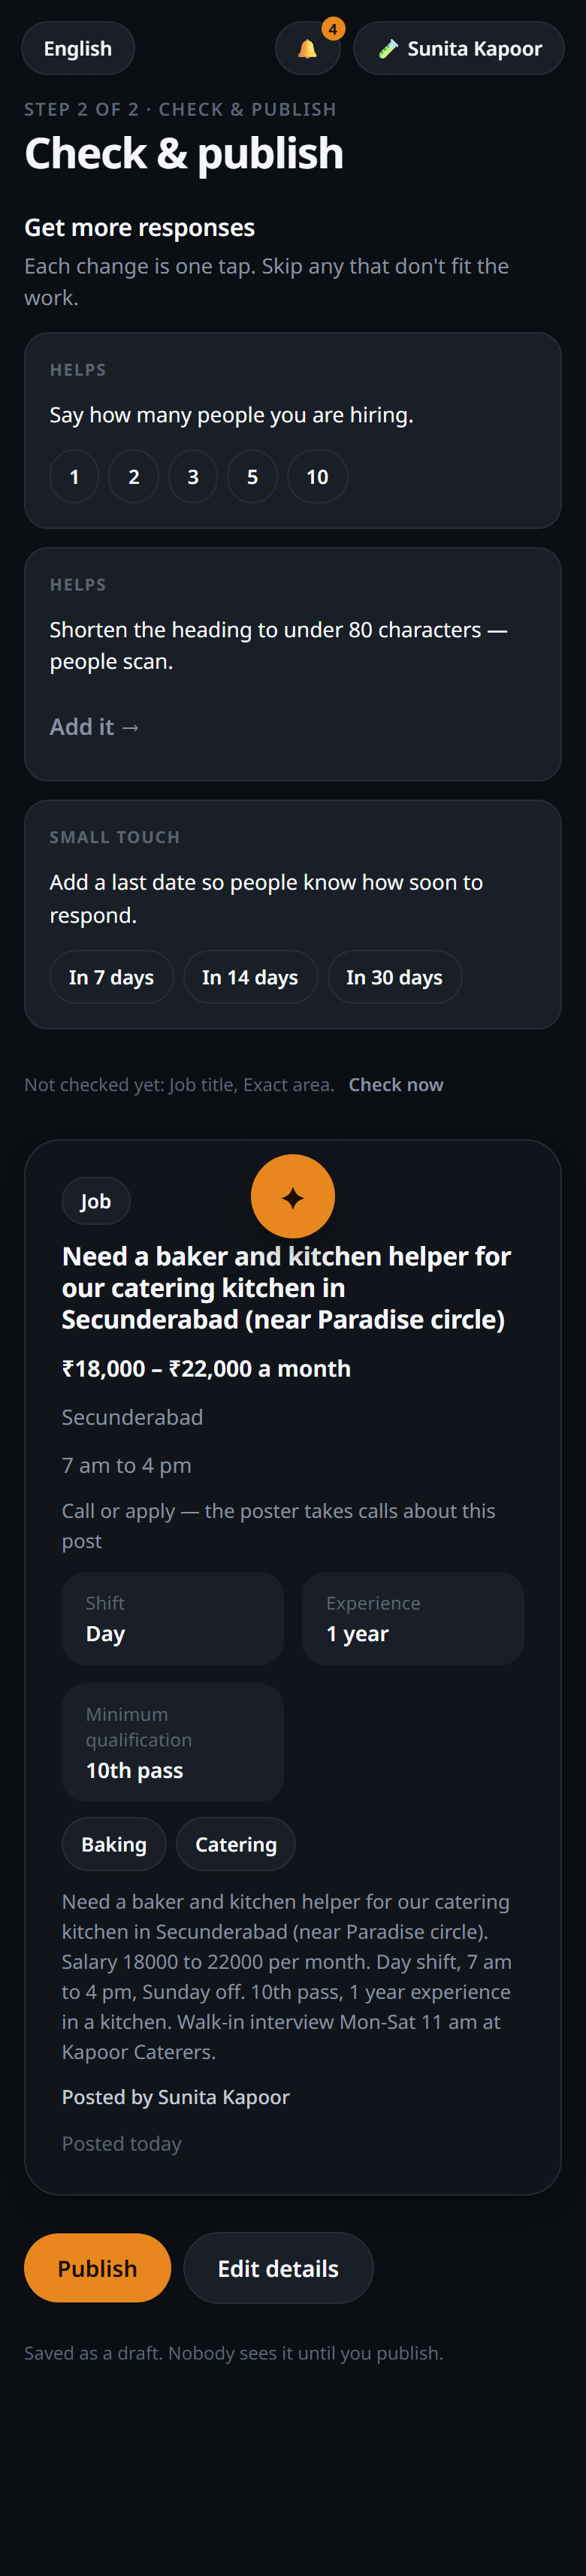 English
4
Sunita Kapoor
STEP 2 OF 2 · CHECK & PUBLISH
Check & publish
Get more responses
Each change is one tap. Skip any that don't fit the
work.
HELPS
Say how many people you are hiring.
1 2 3 5 10
HELPS
Shorten the heading to under 80 characters —
people scan.
Add it →
SMALL TOUCH
Add a last date so people know how soon to
respond.
In 7 days In 14 days In 30 days
Not checked yet: Job title, Exact area. Check now
Job
Need a baker and kitchen helper for
our catering kitchen in
Secunderabad (near Paradise circle)
₹18,000 – ₹22,000 a month
Secunderabad
7 am to 4 pm
Call or apply — the poster takes calls about this
post
Shift
Day
Experience
1 year
Minimum
qualification
10th pass
Baking Catering
Need a baker and kitchen helper for our catering
kitchen in Secunderabad (near Paradise circle).
Salary 18000 to 22000 per month. Day shift, 7 am
to 4 pm, Sunday off. 10th pass, 1 year experience
in a kitchen. Walk-in interview Mon-Sat 11 am at
Kapoor Caterers.
Posted by Sunita Kapoor
Posted today
Publish Edit details
Saved as a draft. Nobody sees it until you publish.